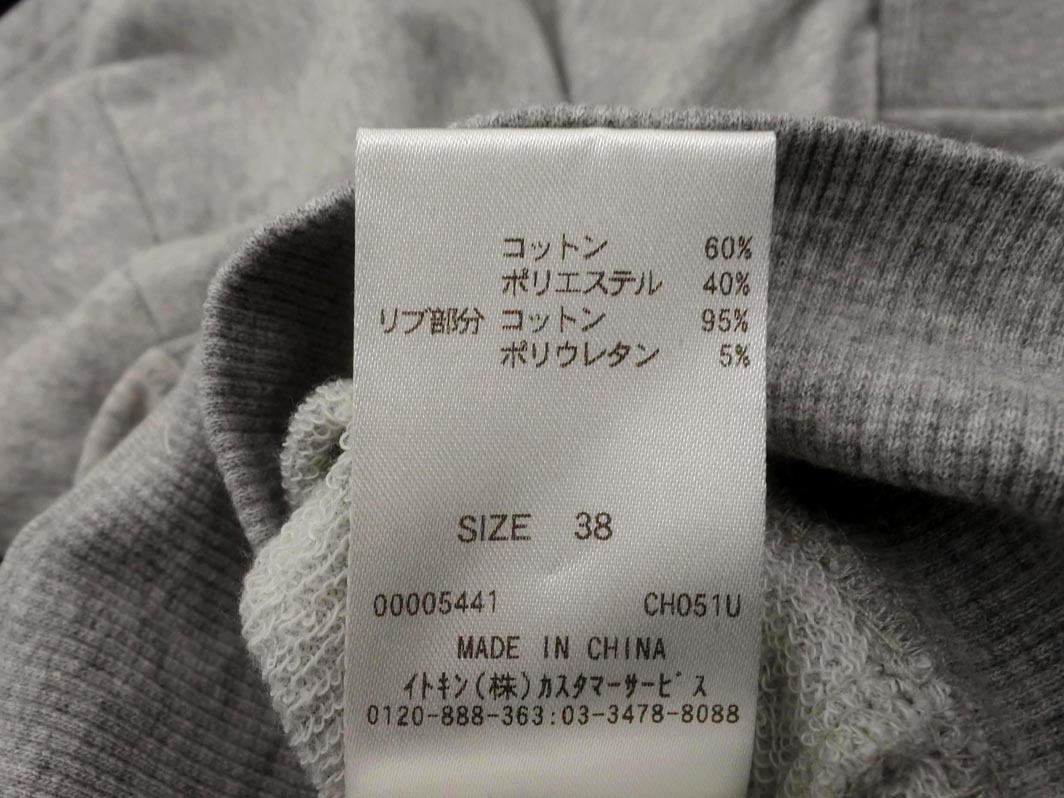 コットン 60%
ポリエステル 40%
リブ部分 コットン 95%
ポリウレタン 5%
SIZE 38
00005441 CH051U
MADE IN CHINA
ｲﾄｷﾝ(株)ｶｽﾀﾏｰｻｰﾋﾞｽ
0120-888-363:03-3478-8088